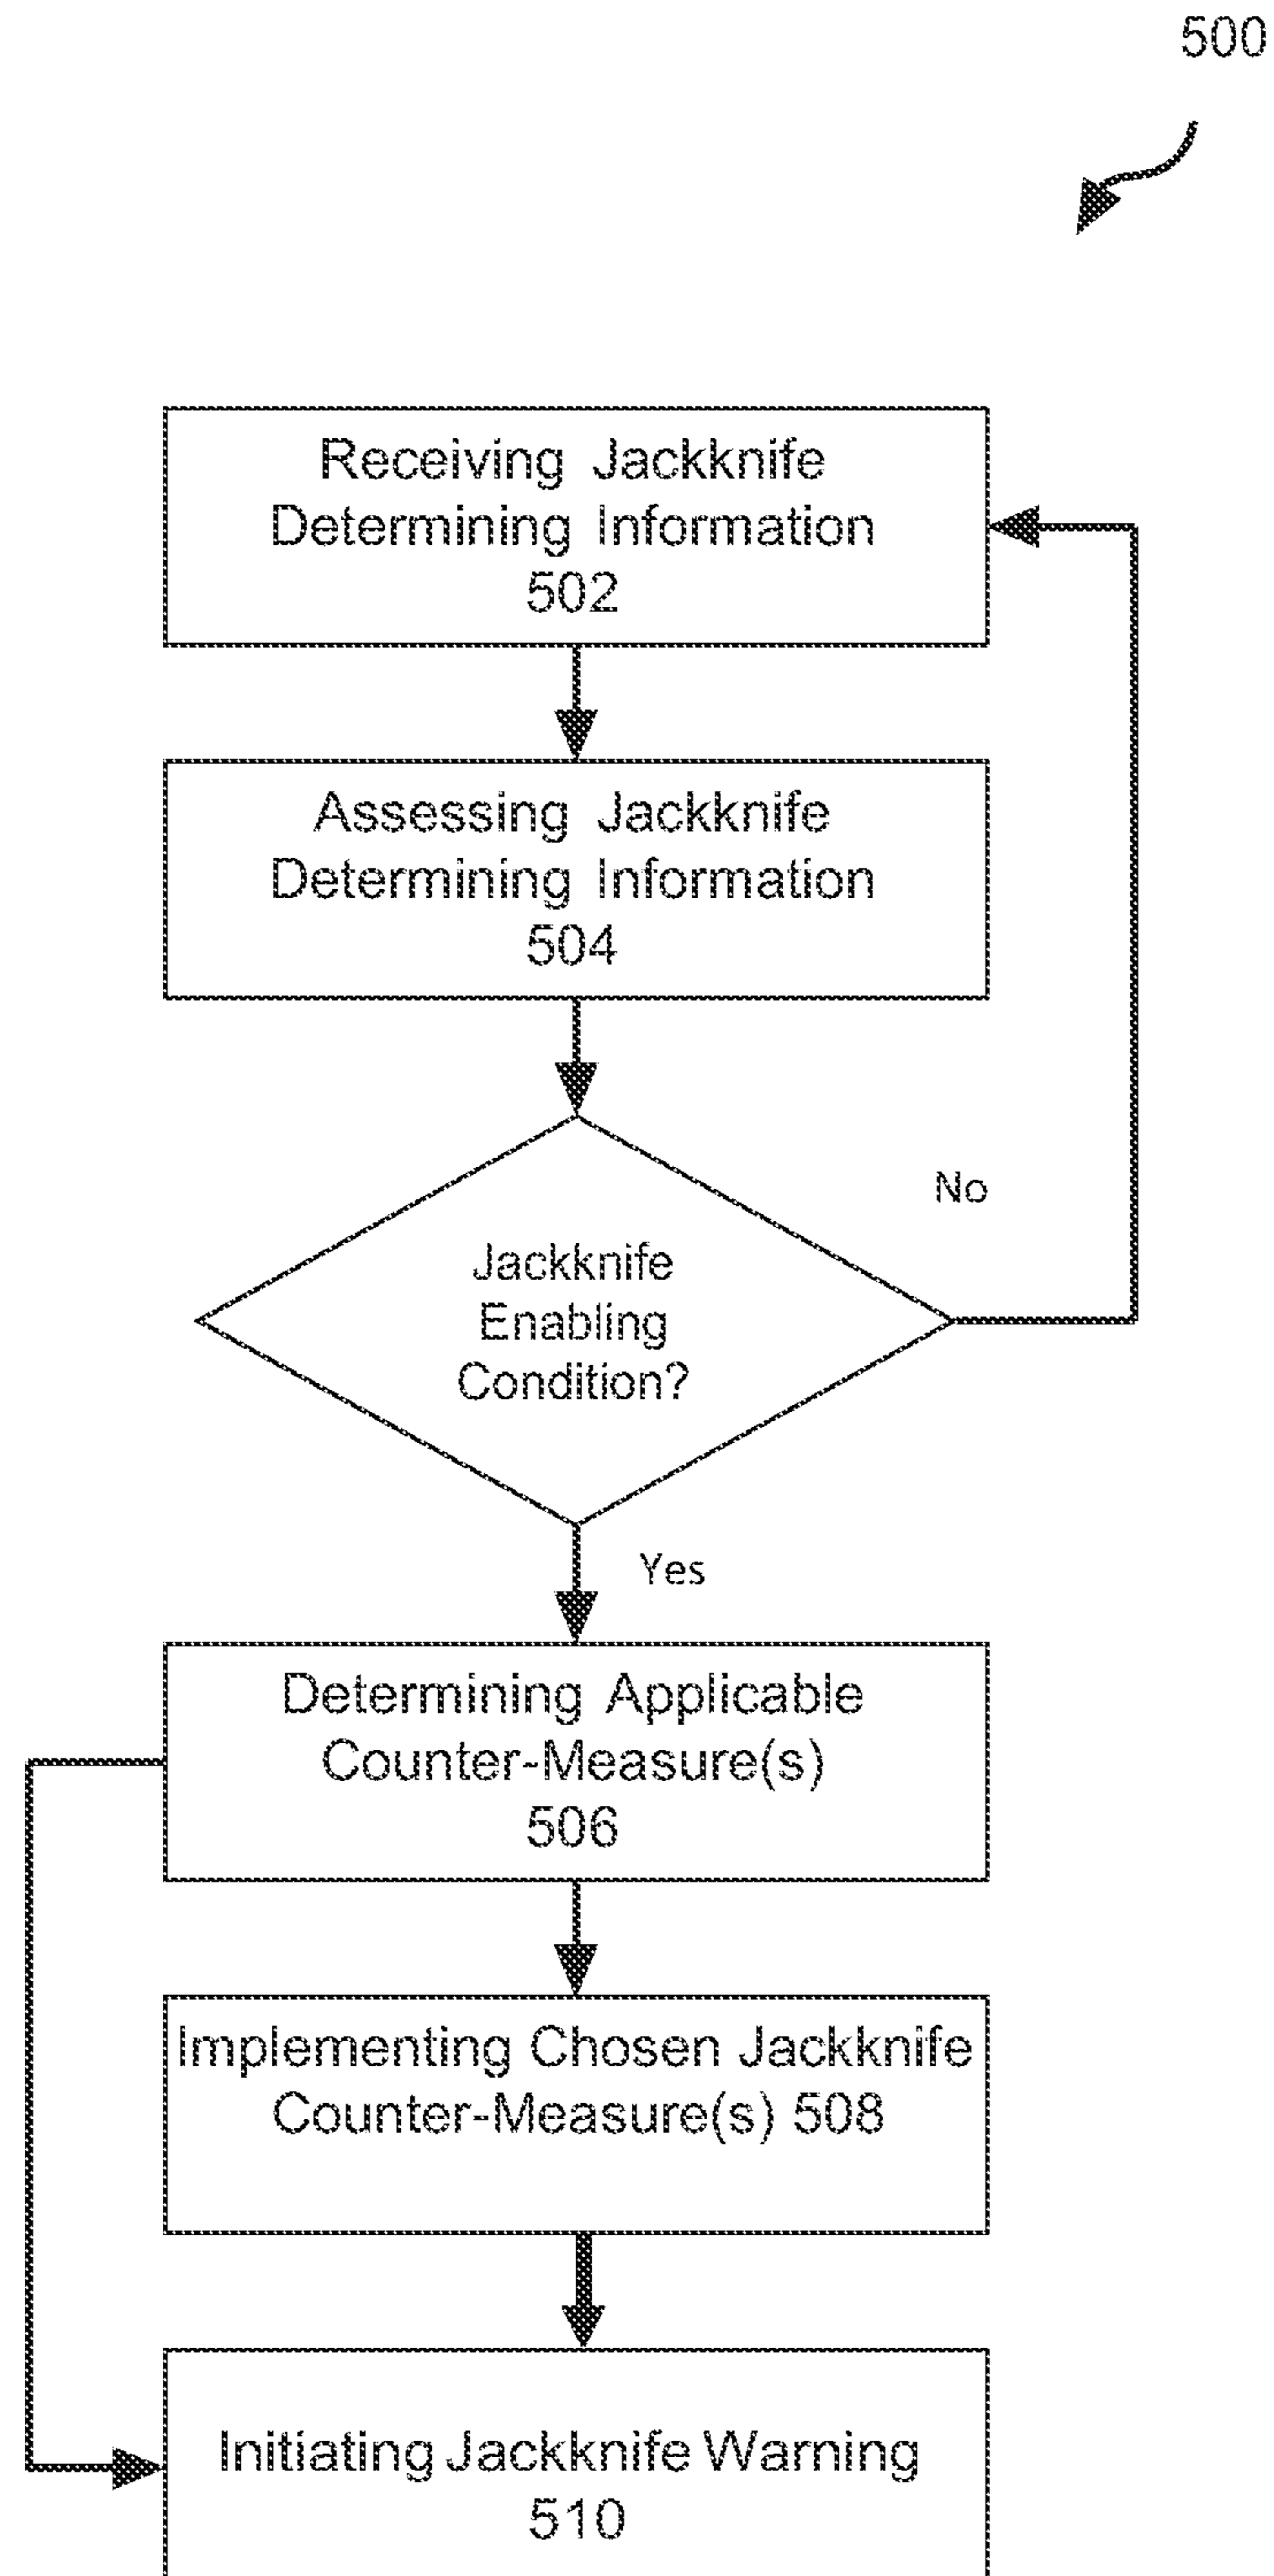 500
Receiving Jackknife
Determining Information
502
Assessing Jackknife
Determining Information
504
No
Jackknife
Enabling
Condition?
Yes
Determining Applicable
Counter-Measure(s)
506
Implementing Chosen Jackknife
Counter-Measure(s) 508
Initiating Jackknife Warning
510